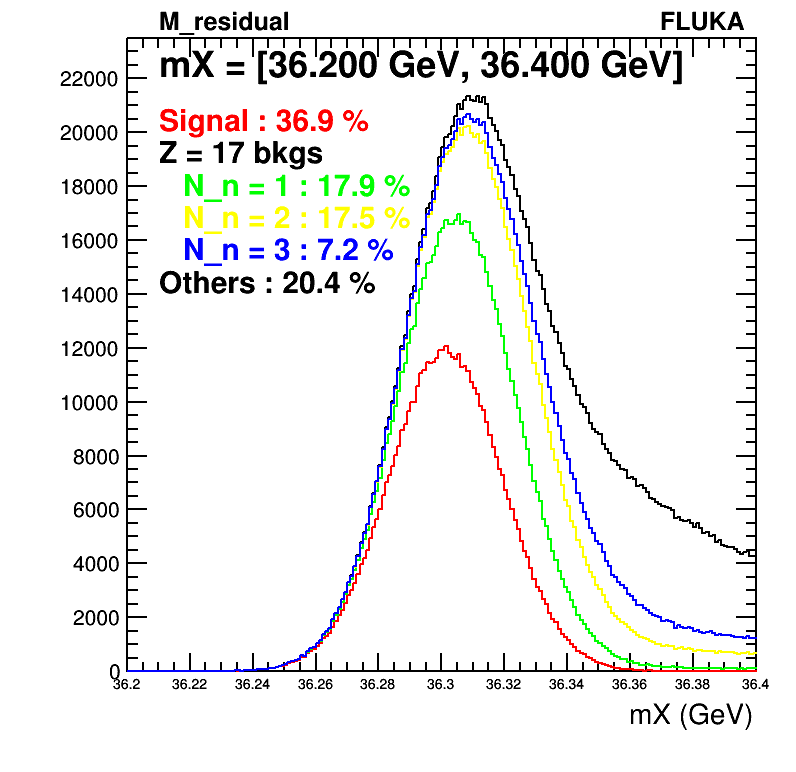 M_residual FLUKA
mX = [36.200 GeV, 36.400 GeV]
Signal : 36.9 %
Z = 17 bkgs
N_n = 1 : 17.9 %
N_n = 2 : 17.5 %
N_n = 3 : 7.2 %
Others : 20.4 %
22000
20000
18000
16000
14000
12000
10000
8000
6000
4000
2000
0
36.2 36.22 36.24 36.26 36.28 36.3 36.32 36.34 36.36 36.38 36.4
mX (GeV)